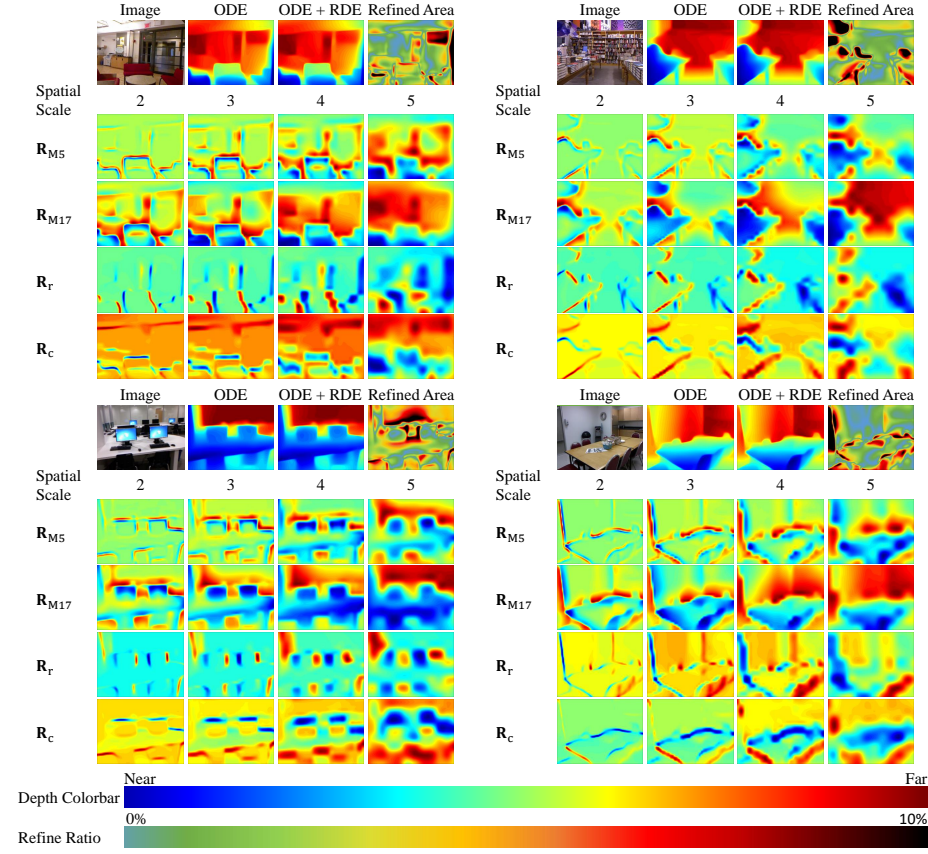 Image ODE ODE + RDE Refined Area
Image ODE ODE + RDE Refined Area
Spatial
Scale
2 3 4 5
Spatial
Scale
2 3 4 5
R_M5
R_M5
R_M17
R_M17
R_r
R_r
R_c
R_c
Image ODE ODE + RDE Refined Area
Image ODE ODE + RDE Refined Area
Spatial
Scale
2 3 4 5
Spatial
Scale
2 3 4 5
R_M5
R_M5
R_M17
R_M17
R_r
R_r
R_c
R_c
Near Far
Depth Colorbar
0% 10%
Refine Ratio